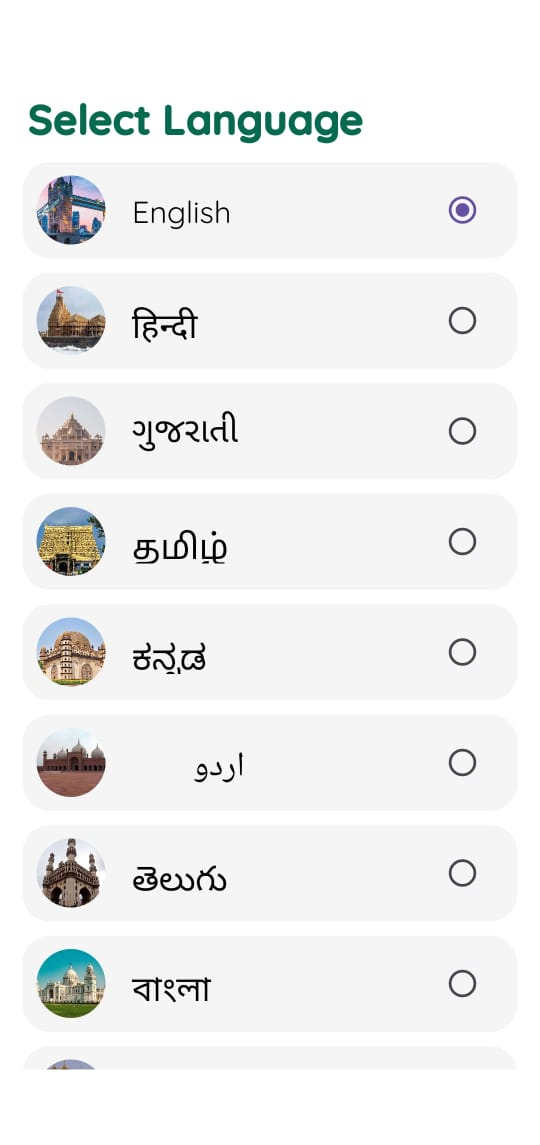 Select Language
English
हिन्दी
ગુજરાતી
தமிழ்
ಕನ್ನಡ
اردو
తెలుగు
বাংলা